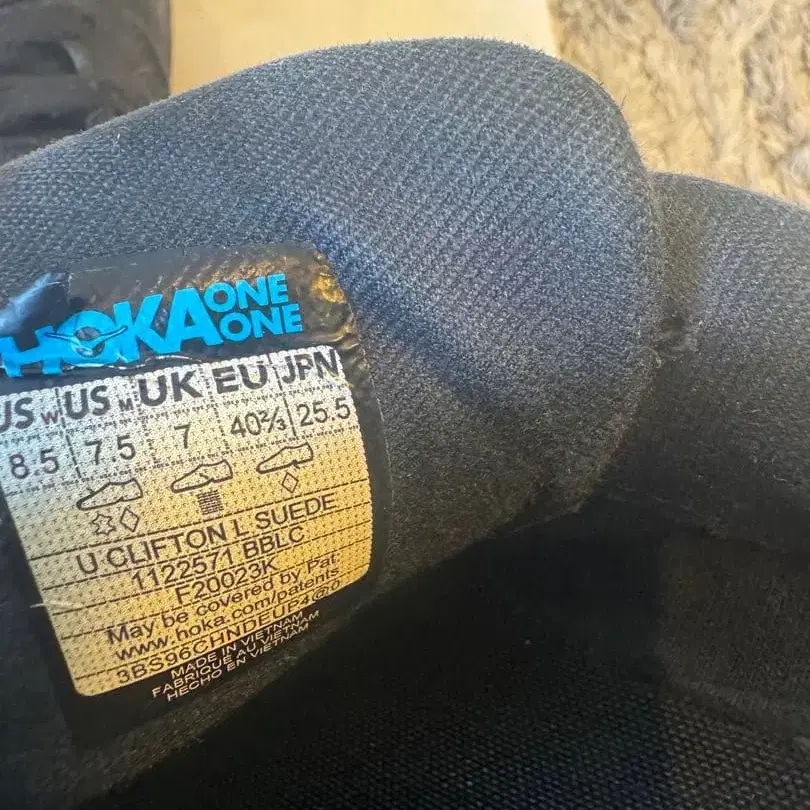 HOKA ONE ONE
US W US M UK EU JPN
8.5 7.5 7 40⅔ 25.5
U CLIFTON L SUEDE
1122571 BBLC
F20023K
May be covered by Pat:
www.hoka.com/patents
3BS96CHNDEUP4@0
MADE IN VIETNAM
FABRIQUE AU VIETNAM
HECHO EN VIETNAM